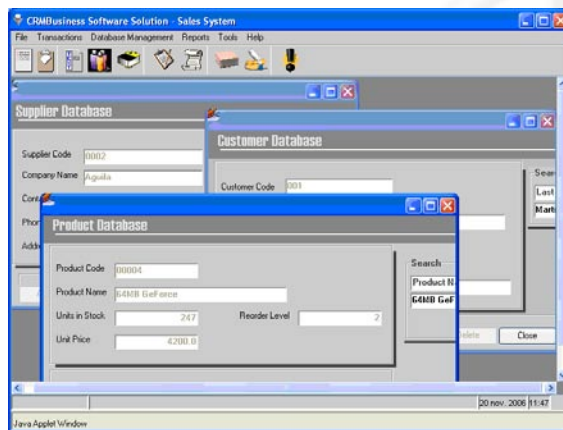 CRMBusiness Software Solution - Sales System
File Transactions Database Management Reports Tools Help
Supplier Database
Supplier Code 0002
Company Name Aguila
Customer Database
Customer Code 001
Product Database
Product Code 00004
Product Name 64MB GeForce
Units in Stock 247 Reorder Level 2
Unit Price 4200.0
Search
Product N
64MB GeF
Close
20 nov. 2006 11:47
Java Applet Window